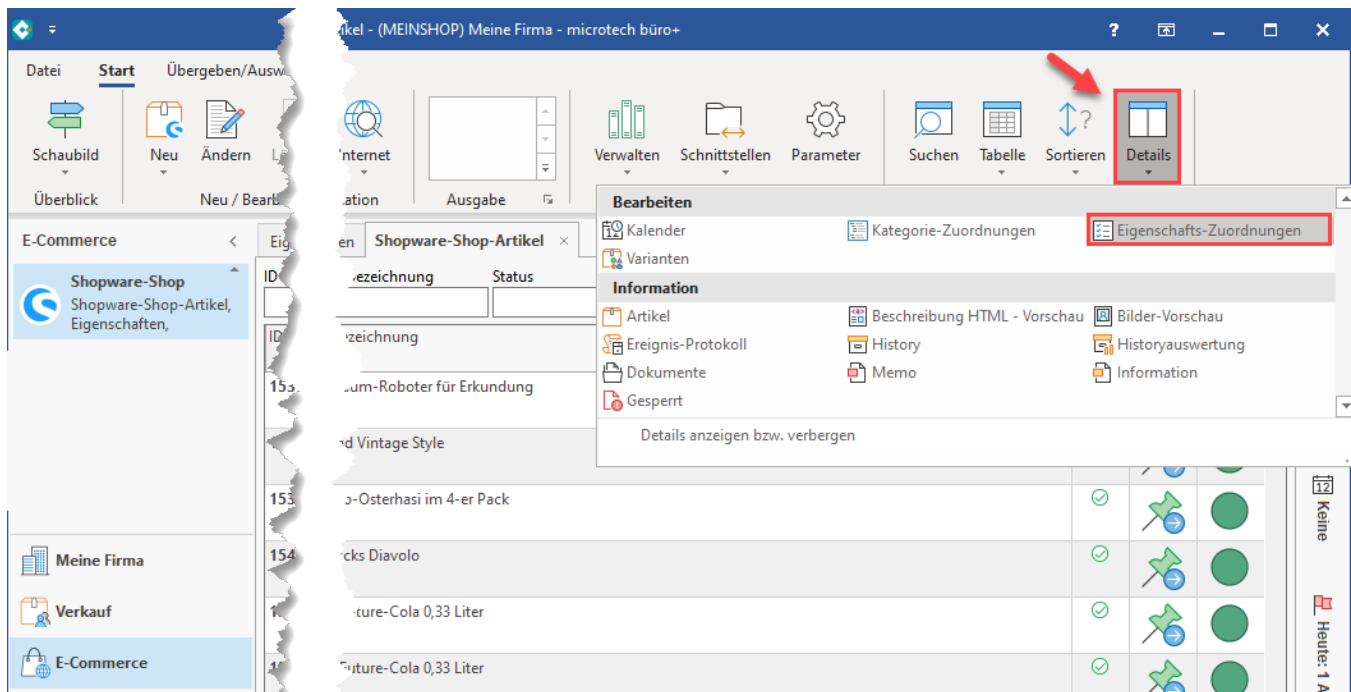 ikel - (MEINSHOP) Meine Firma - microtech büro+ ?
Datei Start Übergeben/Ausw
Schaubild Neu Ändern nternet Verwalten Schnittstellen Parameter Suchen Tabelle Sortieren Details
Überblick Neu / Bearb ation Ausgabe
Bearbeiten
Kalender Kategorie-Zuordnungen Eigenschafts-Zuordnungen
Varianten
Information
Artikel Beschreibung HTML - Vorschau Bilder-Vorschau
Ereignis-Protokoll History Historyauswertung
Dokumente Memo Information
Gesperrt
Details anzeigen bzw. verbergen
E-Commerce
Shopware-Shop
Shopware-Shop-Artikel,
Eigenschaften,
Eig en Shopware-Shop-Artikel ×
ID ezeichnung Status
ID ezeichnung
153 um-Roboter für Erkundung
nd Vintage Style
153 o-Osterhasi im 4-er Pack
154 cks Diavolo
ture-Cola 0,33 Liter
Future-Cola 0,33 Liter
Meine Firma
Verkauf
E-Commerce
12 Keine
Heute: 1 A